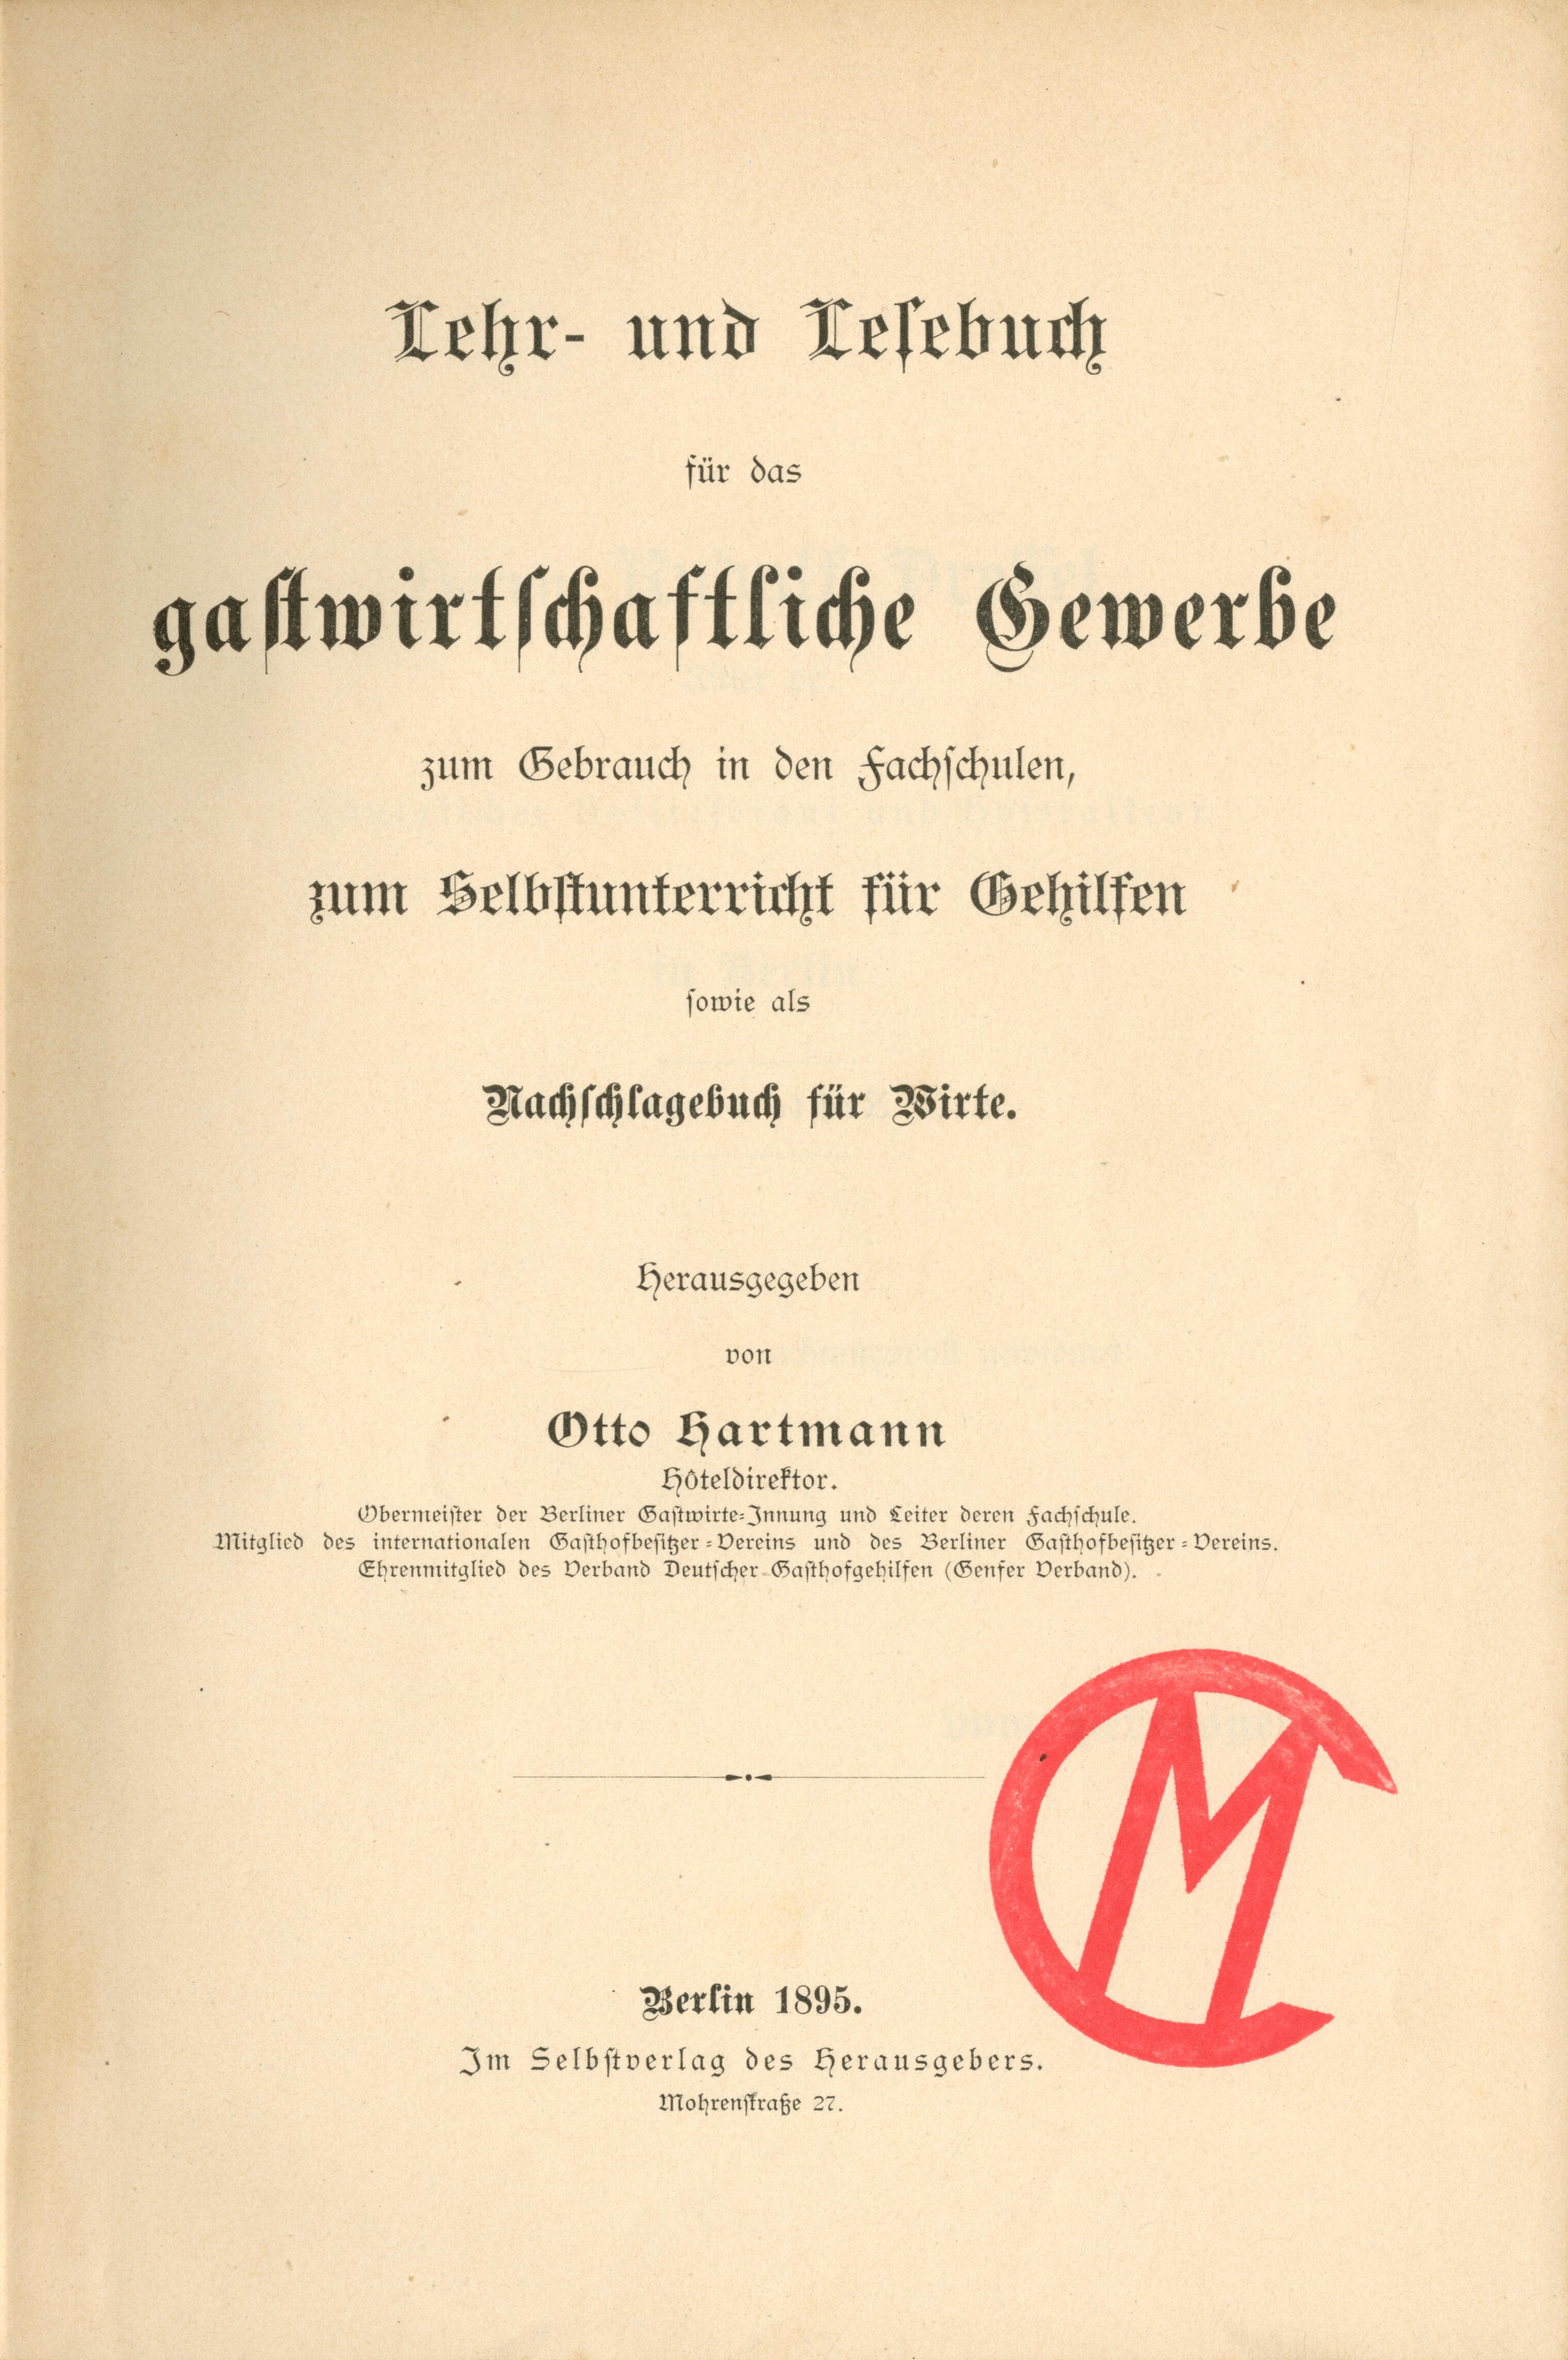 Lehr- und Leſebuch
für das
gaſtwirtſchaftliche Gewerbe
zum Gebrauch in den Fachſchulen,
zum Selbſtunterricht für Gehilfen
ſowie als
Nachſchlagebuch für Wirte.
Herausgegeben
von
Otto Hartmann
Hôteldirektor.
Obermeiſter der Berliner Gaſtwirte-Innung und Leiter deren Fachſchule.
Mitglied des internationalen Gaſthofbeſitzer-Vereins und des Berliner Gaſthofbeſitzer-Vereins.
Ehrenmitglied des Verband Deutſcher Gaſthofgehilfen (Genfer Verband).
CM
Berlin 1895.
Im Selbſtverlag des Herausgebers.
Mohrenſtraße 27.